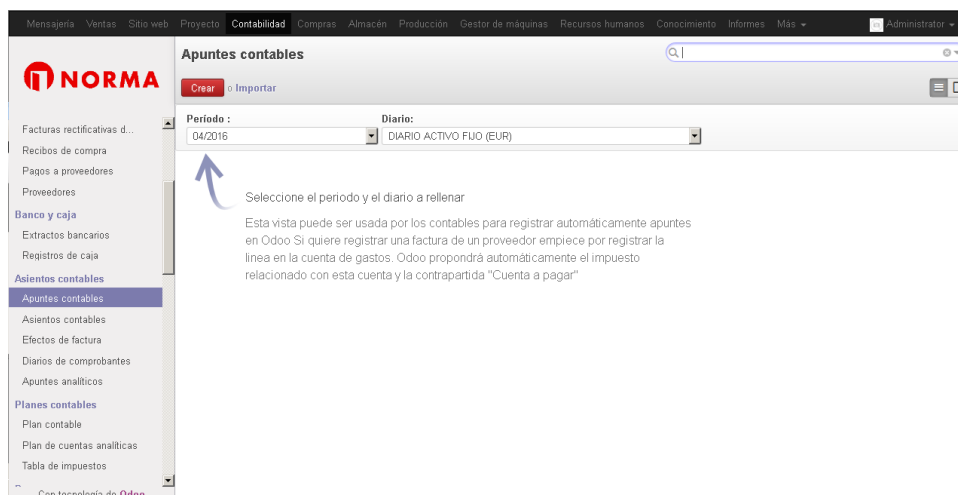 Mensajería Ventas Sitio web Proyecto Contabilidad Compras Almacén Producción Gestor de máquinas Recursos humanos Conocimiento Informes Más Administrator
NORMA
Apuntes contables
Crear o Importar
Período : Diario:
04/2016 DIARIO ACTIVO FIJO (EUR)
Facturas rectificativas d...
Recibos de compra
Pagos a proveedores
Proveedores
Banco y caja
Extractos bancarios
Registros de caja
Asientos contables
Apuntes contables
Asientos contables
Efectos de factura
Diarios de comprobantes
Apuntes analíticos
Planes contables
Plan contable
Plan de cuentas analíticas
Tabla de impuestos
Con tecnología de Odoo
Seleccione el periodo y el diario a rellenar
Esta vista puede ser usada por los contables para registrar automáticamente apuntes
en Odoo Si quiere registrar una factura de un proveedor empiece por registrar la
linea en la cuenta de gastos. Odoo propondrá automáticamente el impuesto
relacionado con esta cuenta y la contrapartida "Cuenta a pagar"